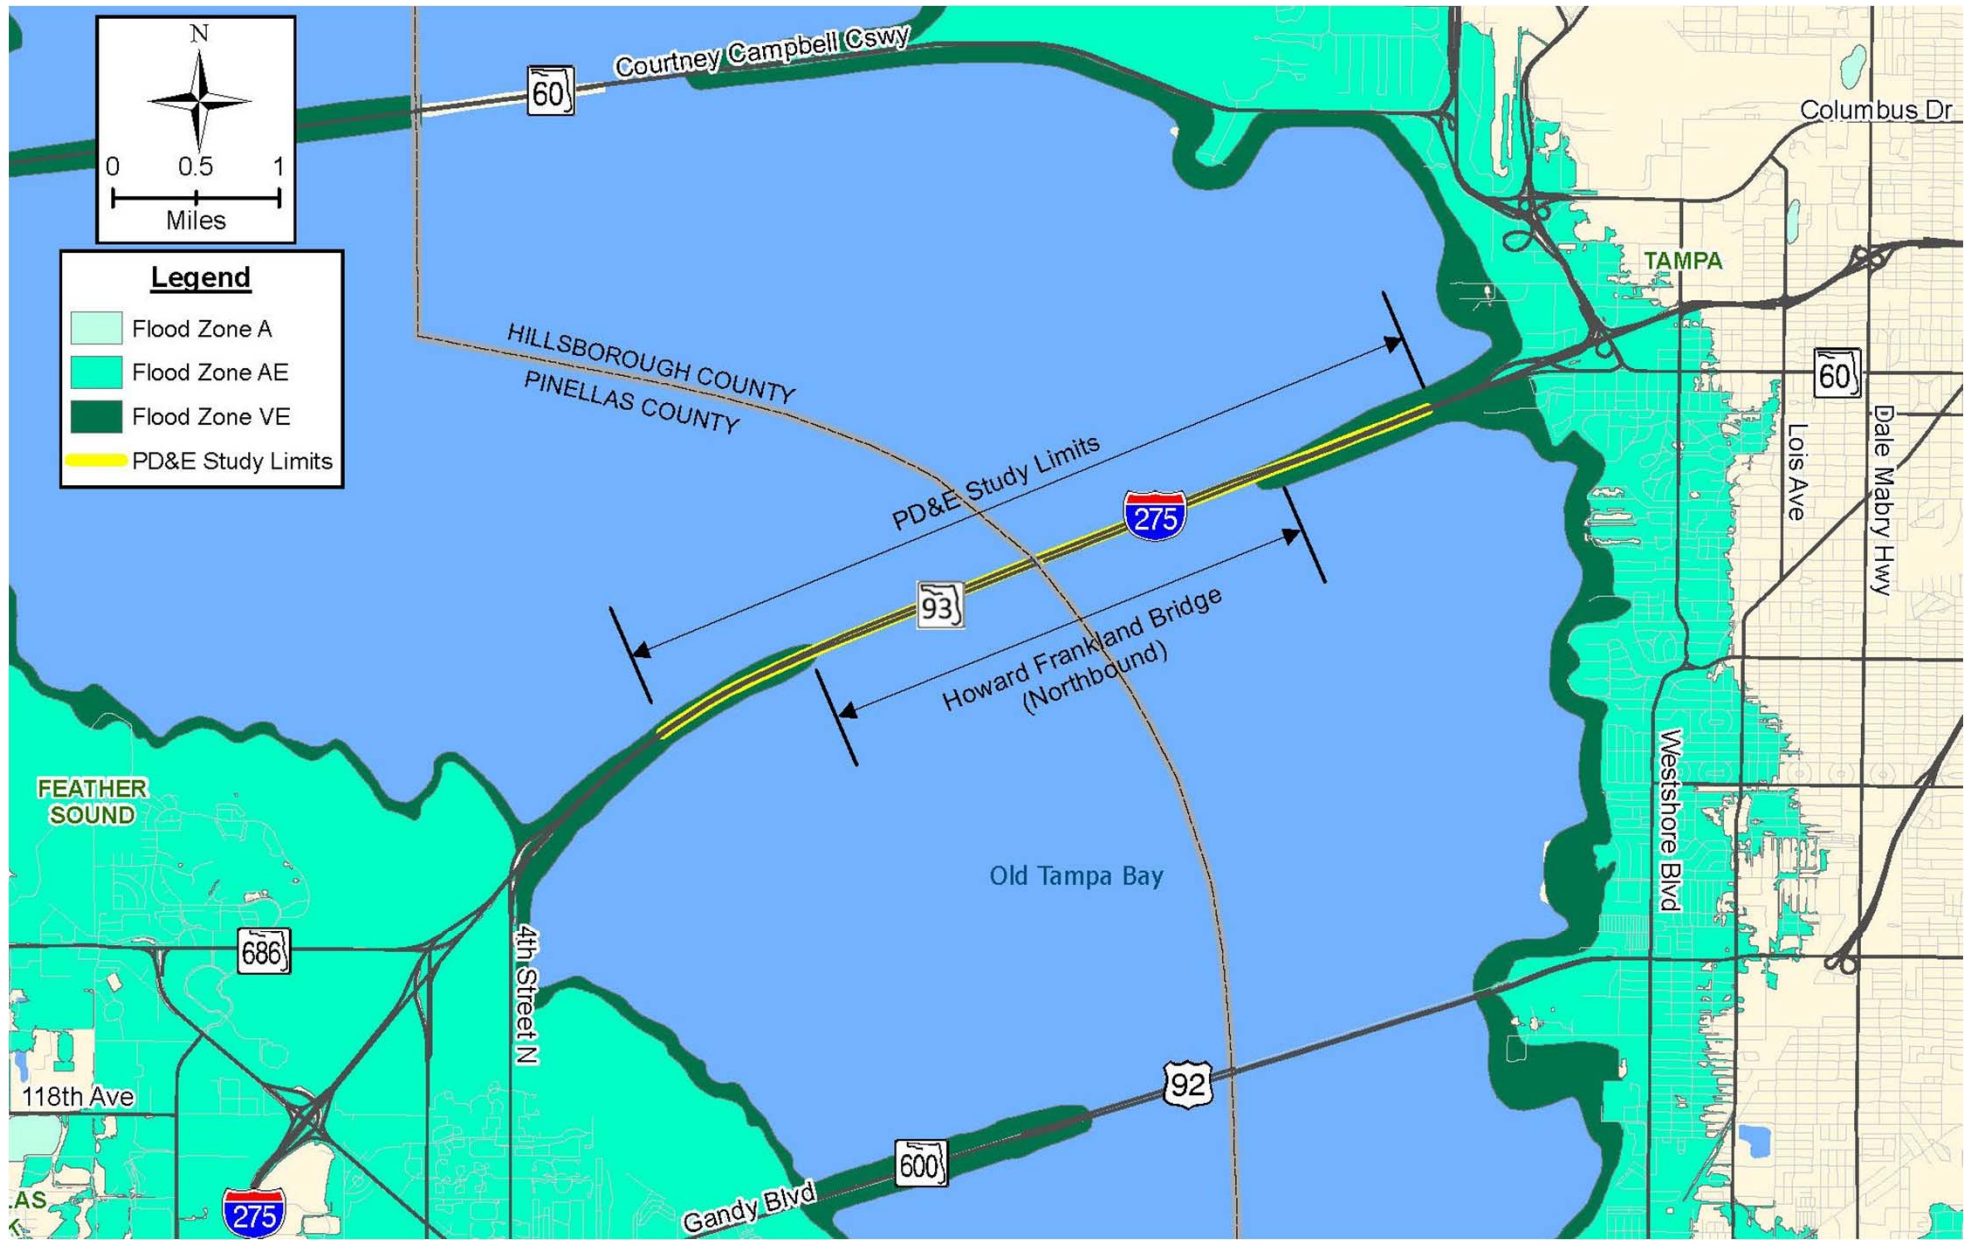 N
0 0.5 1
Miles
Legend
Flood Zone A
Flood Zone AE
Flood Zone VE
PD&E Study Limits
Courtney Campbell Cswy
60
Columbus Dr
TAMPA
HILLSBOROUGH COUNTY
PINELLAS COUNTY
60
PD&E Study Limits
275
93
Howard Frankland Bridge
(Northbound)
Lois Ave
Dale Mabry Hwy
Westshore Blvd
FEATHER
SOUND
Old Tampa Bay
686
4th Street N
118th Ave
92
600
Gandy Blvd
275
LAS
K